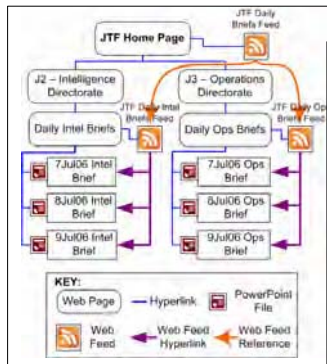 JTF Daily
Briefs Feed
JTF Home Page
J2 – Intelligence
Directorate
J3 – Operations
Directorate
JTF Daily Intel
Briefs Feed
JTF Daily Ops
Briefs Feed
Daily Intel Briefs
Daily Ops Briefs
7Jul06 Intel
Brief
7Jul06 Ops
Brief
8Jul06 Intel
Brief
8Jul06 Ops
Brief
9Jul06 Intel
Brief
9Jul06 Ops
Brief
KEY:
Web Page
Hyperlink
PowerPoint
File
Web
Feed
Web Feed
Hyperlink
Web Feed
Reference